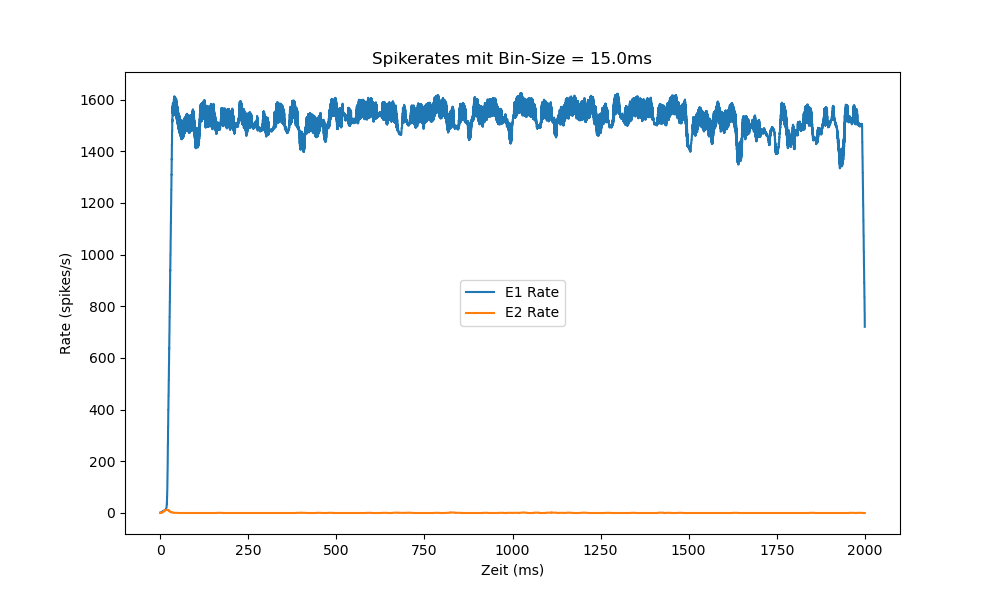 Spikerates mit Bin-Size = 15.0ms
1600
1400
1200
1000
800
600
400
200
0
Rate (spikes/s)
E1 Rate
E2 Rate
0 250 500 750 1000 1250 1500 1750 2000
Zeit (ms)